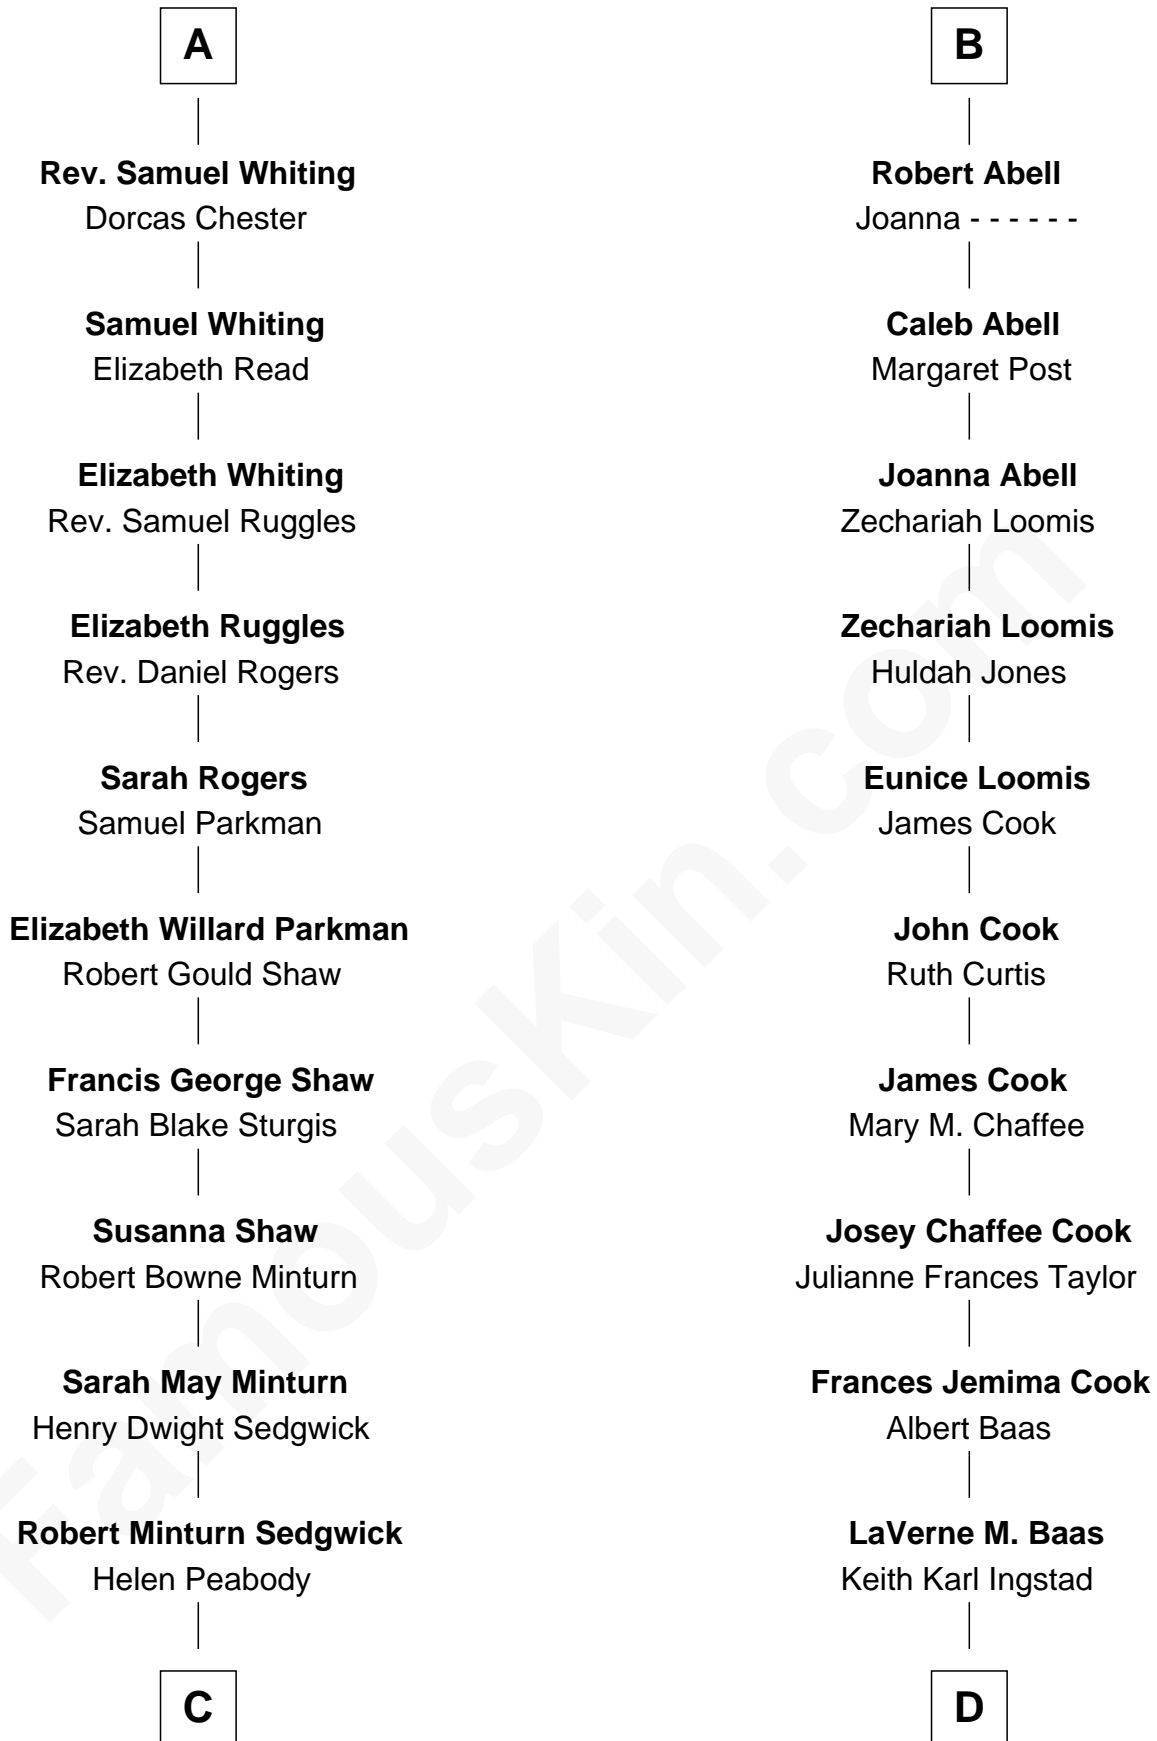 A
Rev. Samuel Whiting
Dorcas Chester
Samuel Whiting
Elizabeth Read
Elizabeth Whiting
Rev. Samuel Ruggles
Elizabeth Ruggles
Rev. Daniel Rogers
Sarah Rogers
Samuel Parkman
Elizabeth Willard Parkman
Robert Gould Shaw
Francis George Shaw
Sarah Blake Sturgis
Susanna Shaw
Robert Bowne Minturn
Sarah May Minturn
Henry Dwight Sedgwick
Robert Minturn Sedgwick
Helen Peabody
C
B
Robert Abell
Joanna - - - - - -
Caleb Abell
Margaret Post
Joanna Abell
Zechariah Loomis
Zechariah Loomis
Huldah Jones
Eunice Loomis
James Cook
John Cook
Ruth Curtis
James Cook
Mary M. Chaffee
Josey Chaffee Cook
Julianne Frances Taylor
Frances Jemima Cook
Albert Baas
LaVerne M. Baas
Keith Karl Ingstad
D
FamousKin.com